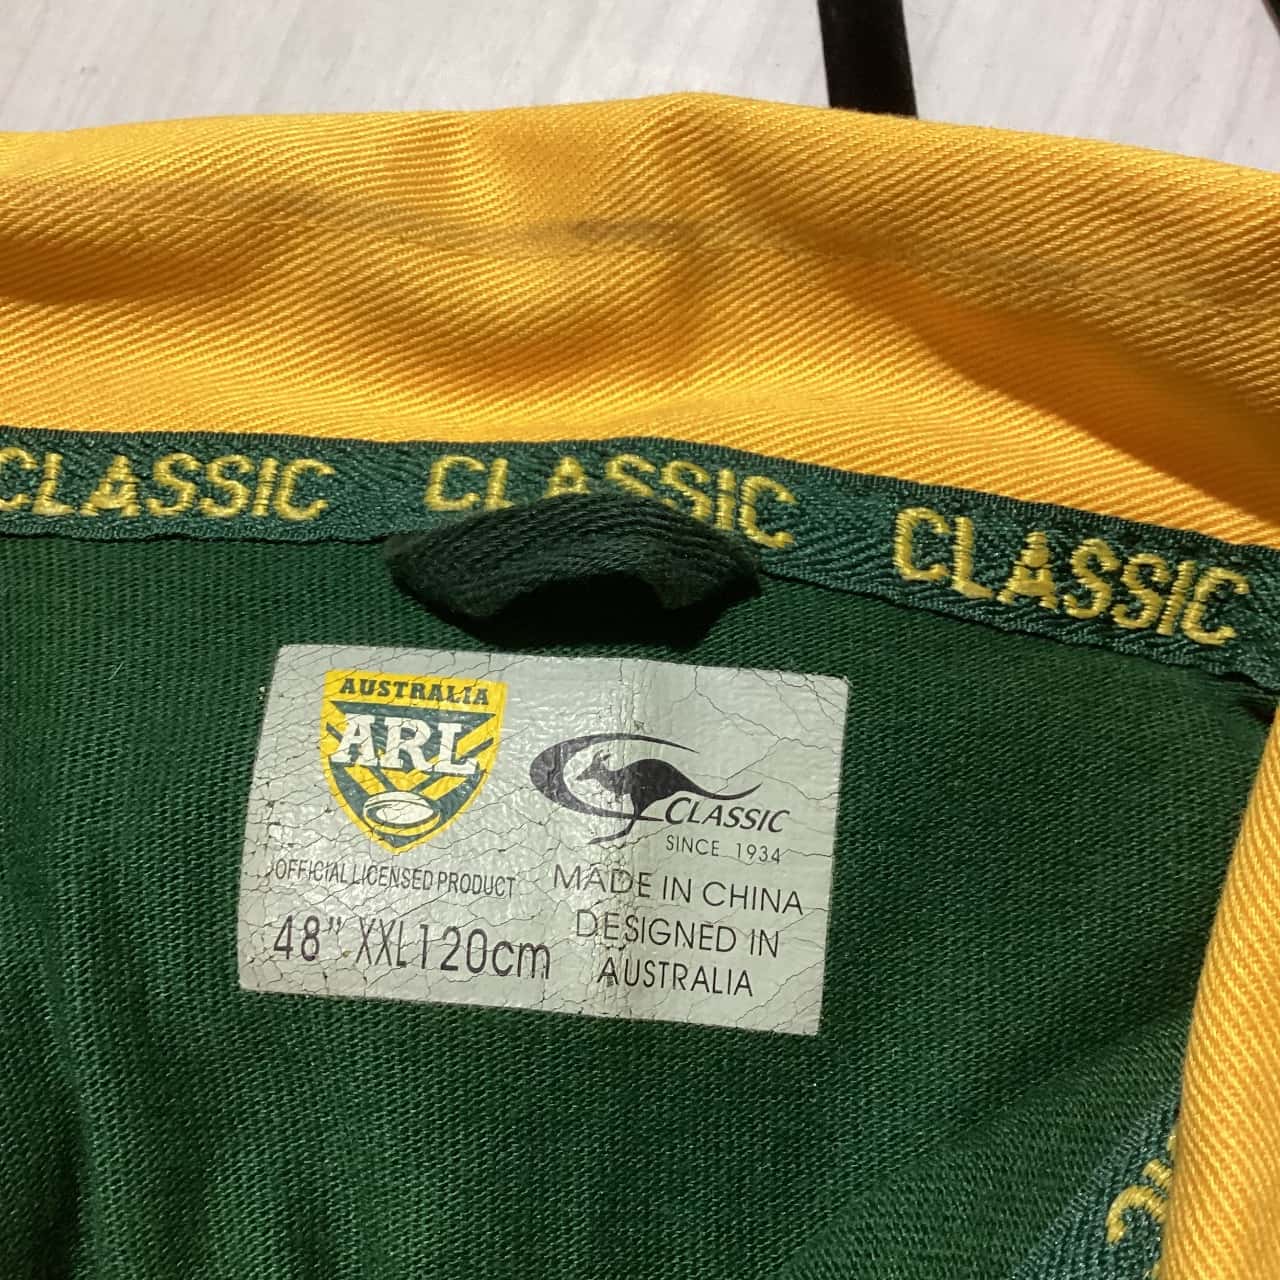 CLASSIC CLASSIC CLASSIC
AUSTRALIA
ARL
CLASSIC
SINCE 1934
OFFICIAL LICENSED PRODUCT
48" XXL 120cm
MADE IN CHINA
DESIGNED IN
AUSTRALIA